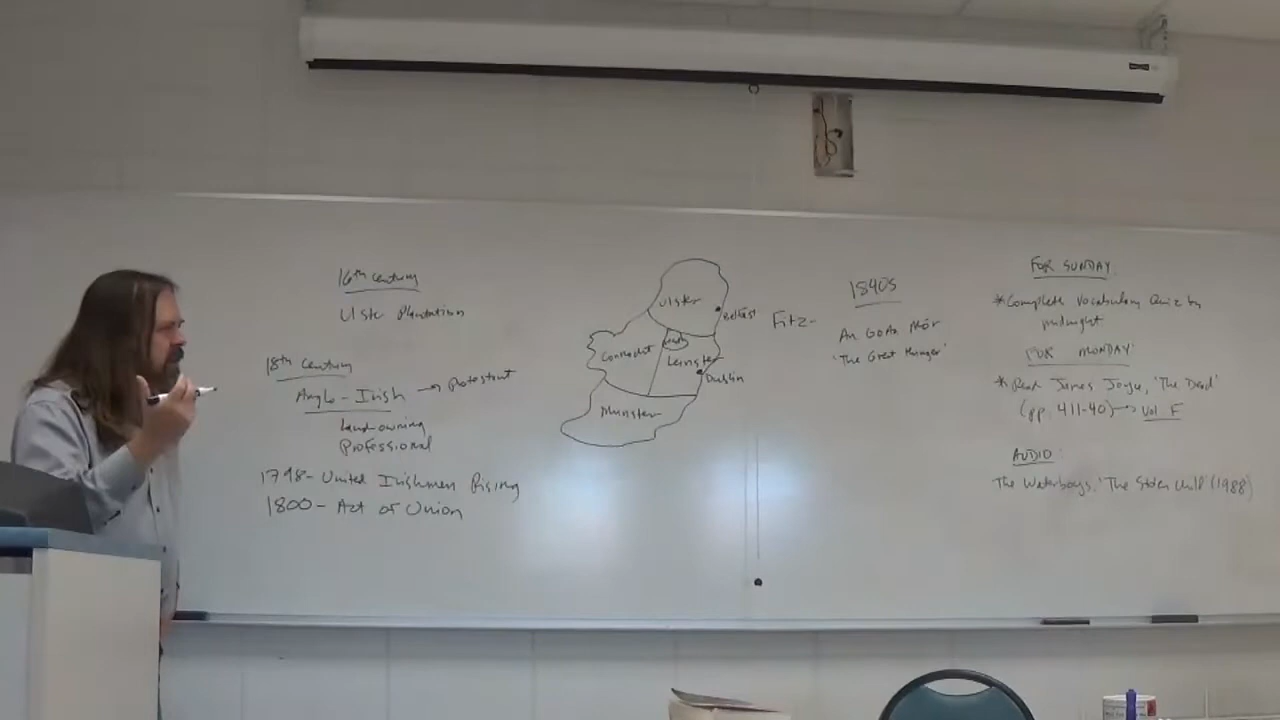 16th century
Ulster Plantation
18th century
Anglo-Irish → Protestant
Landowning
Professional
1798 - United Irishmen Rising
1800 - Act of Union
Ulster
Belfast
Connacht
Leinster
Dublin
Munster
Fitz-
1840s
An Gorta Mór
'The Great Hunger'
FOR SUNDAY
*Complete Vocabulary Quiz by
midnight
FOR MONDAY
*Read James Joyce, 'The Dead'
(pp. 411-40) → Vol F
AUDIO:
The Waterboys, 'The Stolen Child' (1988)